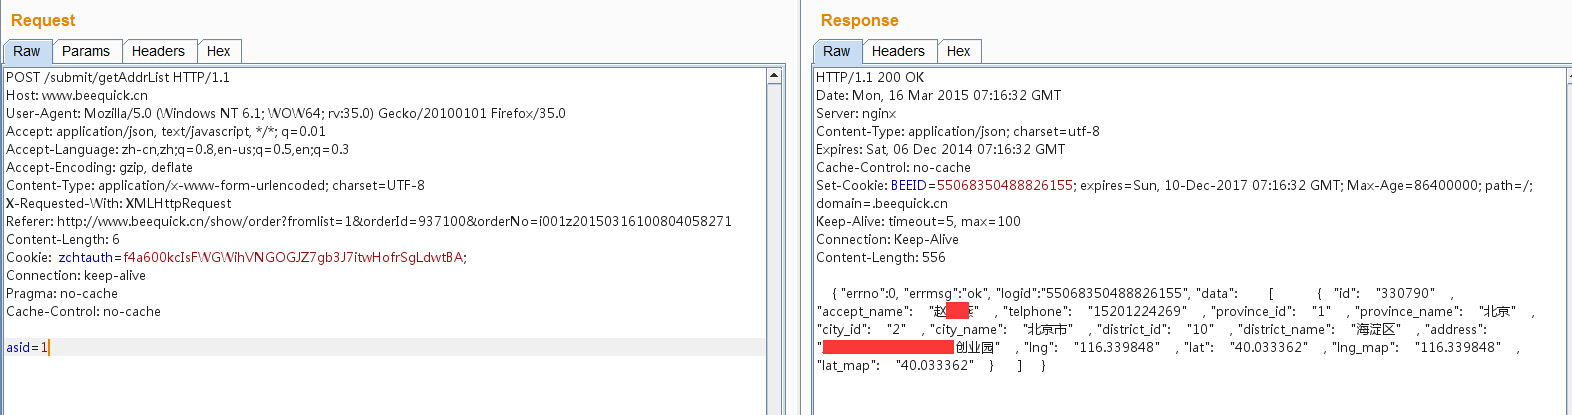 Request
Raw Params Headers Hex
POST /submit/getAddrList HTTP/1.1
Host: www.beequick.cn
User-Agent: Mozilla/5.0 (Windows NT 6.1; WOW64; rv:35.0) Gecko/20100101 Firefox/35.0
Accept: application/json, text/javascript, */*; q=0.01
Accept-Language: zh-cn,zh;q=0.8,en-us;q=0.5,en;q=0.3
Accept-Encoding: gzip, deflate
Content-Type: application/x-www-form-urlencoded; charset=UTF-8
X-Requested-With: XMLHttpRequest
Referer: http://www.beequick.cn/show/order?fromlist=1&orderId=937100&orderNo=i001z20150316100804058271
Content-Length: 6
Cookie: zchtauth=f4a600kcIsFWGWihVNGOGJZ7gb3J7itwHofrSgLdwtBA;
Connection: keep-alive
Pragma: no-cache
Cache-Control: no-cache
asid=1
Response
Raw Headers Hex
HTTP/1.1 200 OK
Date: Mon, 16 Mar 2015 07:16:32 GMT
Server: nginx
Content-Type: application/json; charset=utf-8
Expires: Sat, 06 Dec 2014 07:16:32 GMT
Cache-Control: no-cache
Set-Cookie: BEEID=55068350488826155; expires=Sun, 10-Dec-2017 07:16:32 GMT; Max-Age=86400000; path=/;
domain=.beequick.cn
Keep-Alive: timeout=5, max=100
Connection: Keep-Alive
Content-Length: 556
{ "errno":0, "errmsg":"ok", "logid":"55068350488826155", "data": [ { "id": "330790" ,
"accept_name": "赵 " , "telphone": "15201224269" , "province_id": "1" , "province_name": "北京" ,
"city_id": "2" , "city_name": "北京市" , "district_id": "10" , "district_name": "海淀区" , "address":
" 创业园" , "lng": "116.339848" , "lat": "40.033362" , "lng_map": "116.339848" ,
"lat_map": "40.033362" } ] }